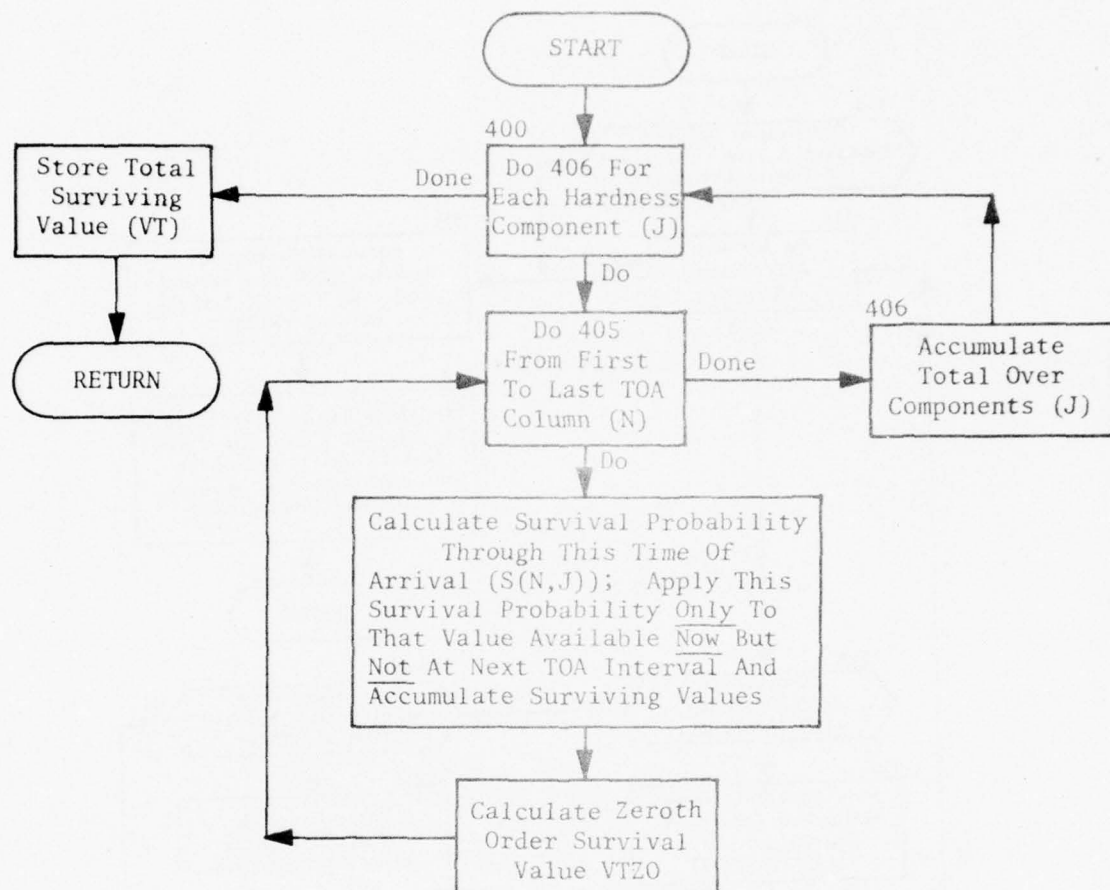 START
400
Do 406 For
Each Hardness
Component (J)
Done
Store Total
Surviving
Value (VT)
RETURN
Do
Do 405
From First
To Last TOA
Column (N)
Done
406
Accumulate
Total Over
Components (J)
Do
Calculate Survival Probability
Through This Time Of
Arrival (S(N,J)); Apply This
Survival Probability Only To
That Value Available Now But
Not At Next TOA Interval And
Accumulate Surviving Values
Calculate Zeroth
Order Survival
Value VTZO